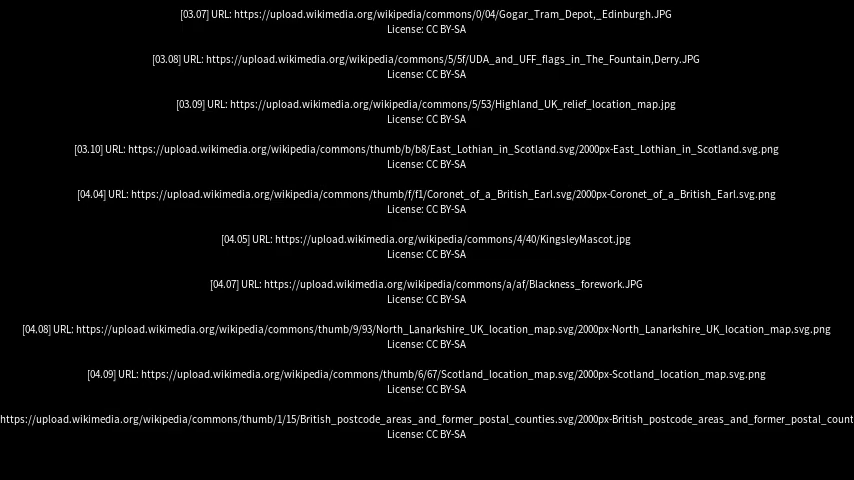 [03.07] URL: https://upload.wikimedia.org/wikipedia/commons/0/04/Gogar_Tram_Depot,_Edinburgh.JPG
License: CC BY-SA
[03.08] URL: https://upload.wikimedia.org/wikipedia/commons/5/5f/UDA_and_UFF_flags_in_The_Fountain,Derry.JPG
License: CC BY-SA
[03.09] URL: https://upload.wikimedia.org/wikipedia/commons/5/53/Highland_UK_relief_location_map.jpg
License: CC BY-SA
[03.10] URL: https://upload.wikimedia.org/wikipedia/commons/thumb/b/b8/East_Lothian_in_Scotland.svg/2000px-East_Lothian_in_Scotland.svg.png
License: CC BY-SA
[04.04] URL: https://upload.wikimedia.org/wikipedia/commons/thumb/f/f1/Coronet_of_a_British_Earl.svg/2000px-Coronet_of_a_British_Earl.svg.png
License: CC BY-SA
[04.05] URL: https://upload.wikimedia.org/wikipedia/commons/4/40/KingsleyMascot.jpg
License: CC BY-SA
[04.07] URL: https://upload.wikimedia.org/wikipedia/commons/a/af/Blackness_forework.JPG
License: CC BY-SA
[04.08] URL: https://upload.wikimedia.org/wikipedia/commons/thumb/9/93/North_Lanarkshire_UK_location_map.svg/2000px-North_Lanarkshire_UK_location_map.svg.png
License: CC BY-SA
[04.09] URL: https://upload.wikimedia.org/wikipedia/commons/thumb/6/67/Scotland_location_map.svg/2000px-Scotland_location_map.svg.png
License: CC BY-SA
https://upload.wikimedia.org/wikipedia/commons/thumb/1/15/British_postcode_areas_and_former_postal_counties.svg/2000px-British_postcode_areas_and_former_postal_count
License: CC BY-SA